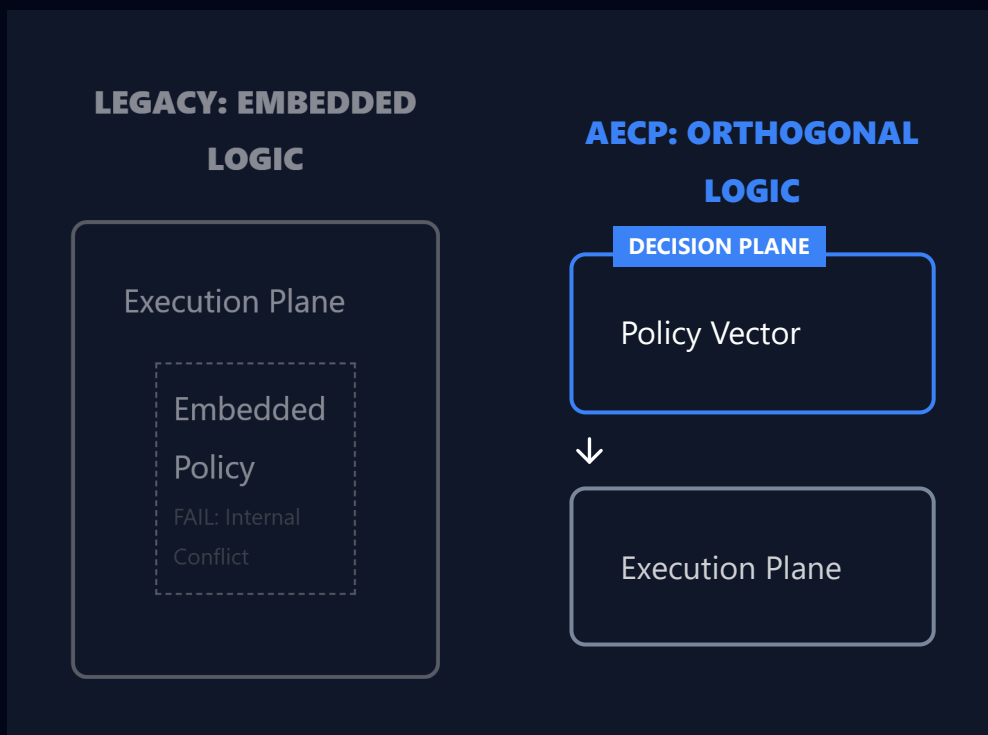 LEGACY: EMBEDDED
LOGIC
Execution Plane
Embedded
Policy
FAIL: Internal
Conflict
AECP: ORTHOGONAL
LOGIC
DECISION PLANE
Policy Vector
↓
Execution Plane